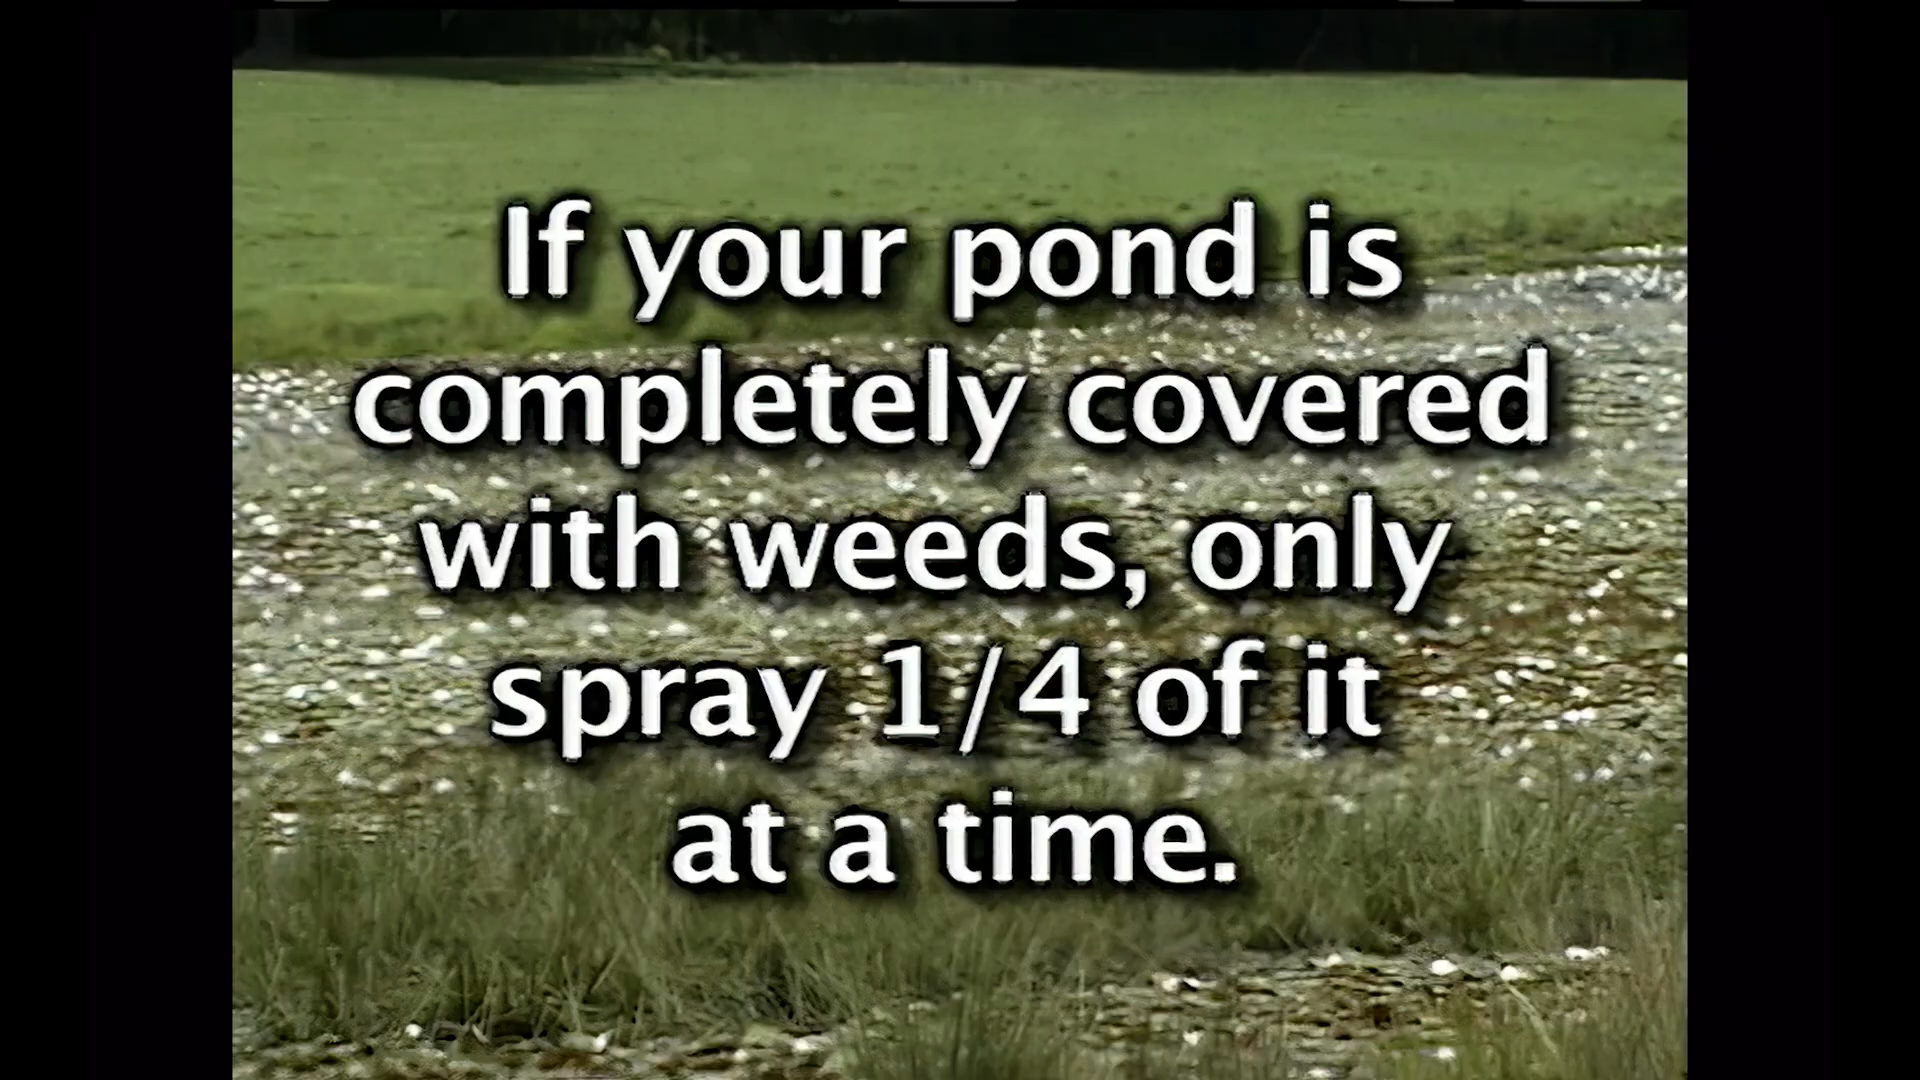 If your pond is
completely covered
with weeds, only
spray 1/4 of it
at a time.